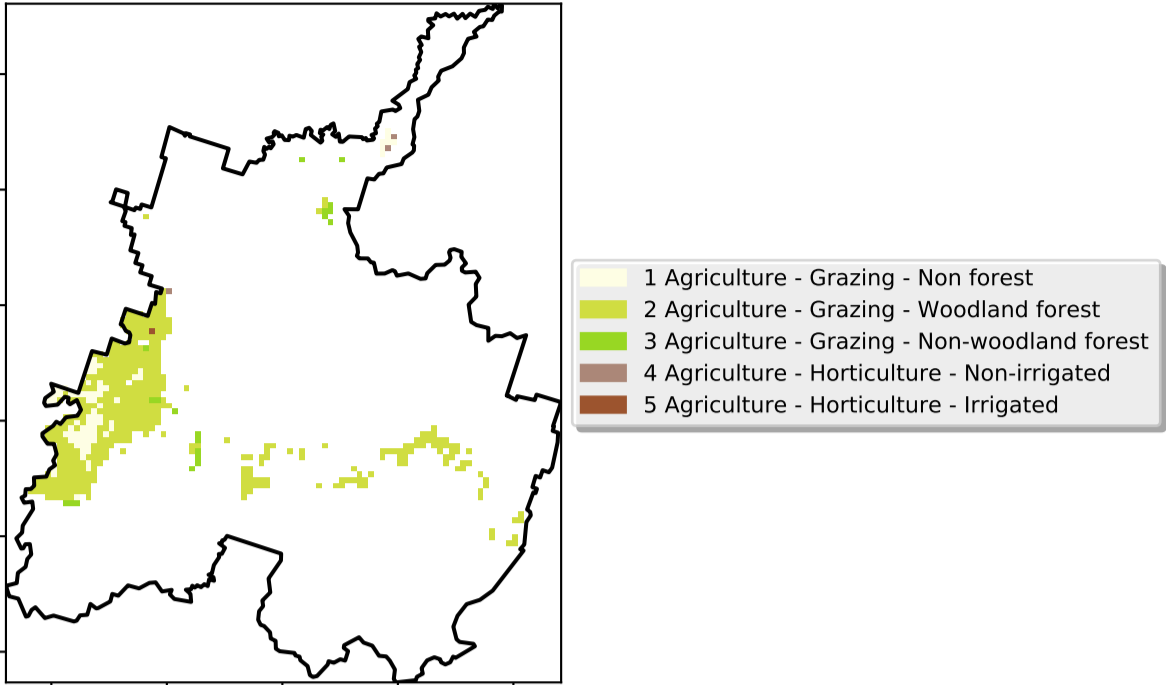 1 Agriculture - Grazing - Non forest
2 Agriculture - Grazing - Woodland forest
3 Agriculture - Grazing - Non-woodland forest
4 Agriculture - Horticulture - Non-irrigated
5 Agriculture - Horticulture - Irrigated